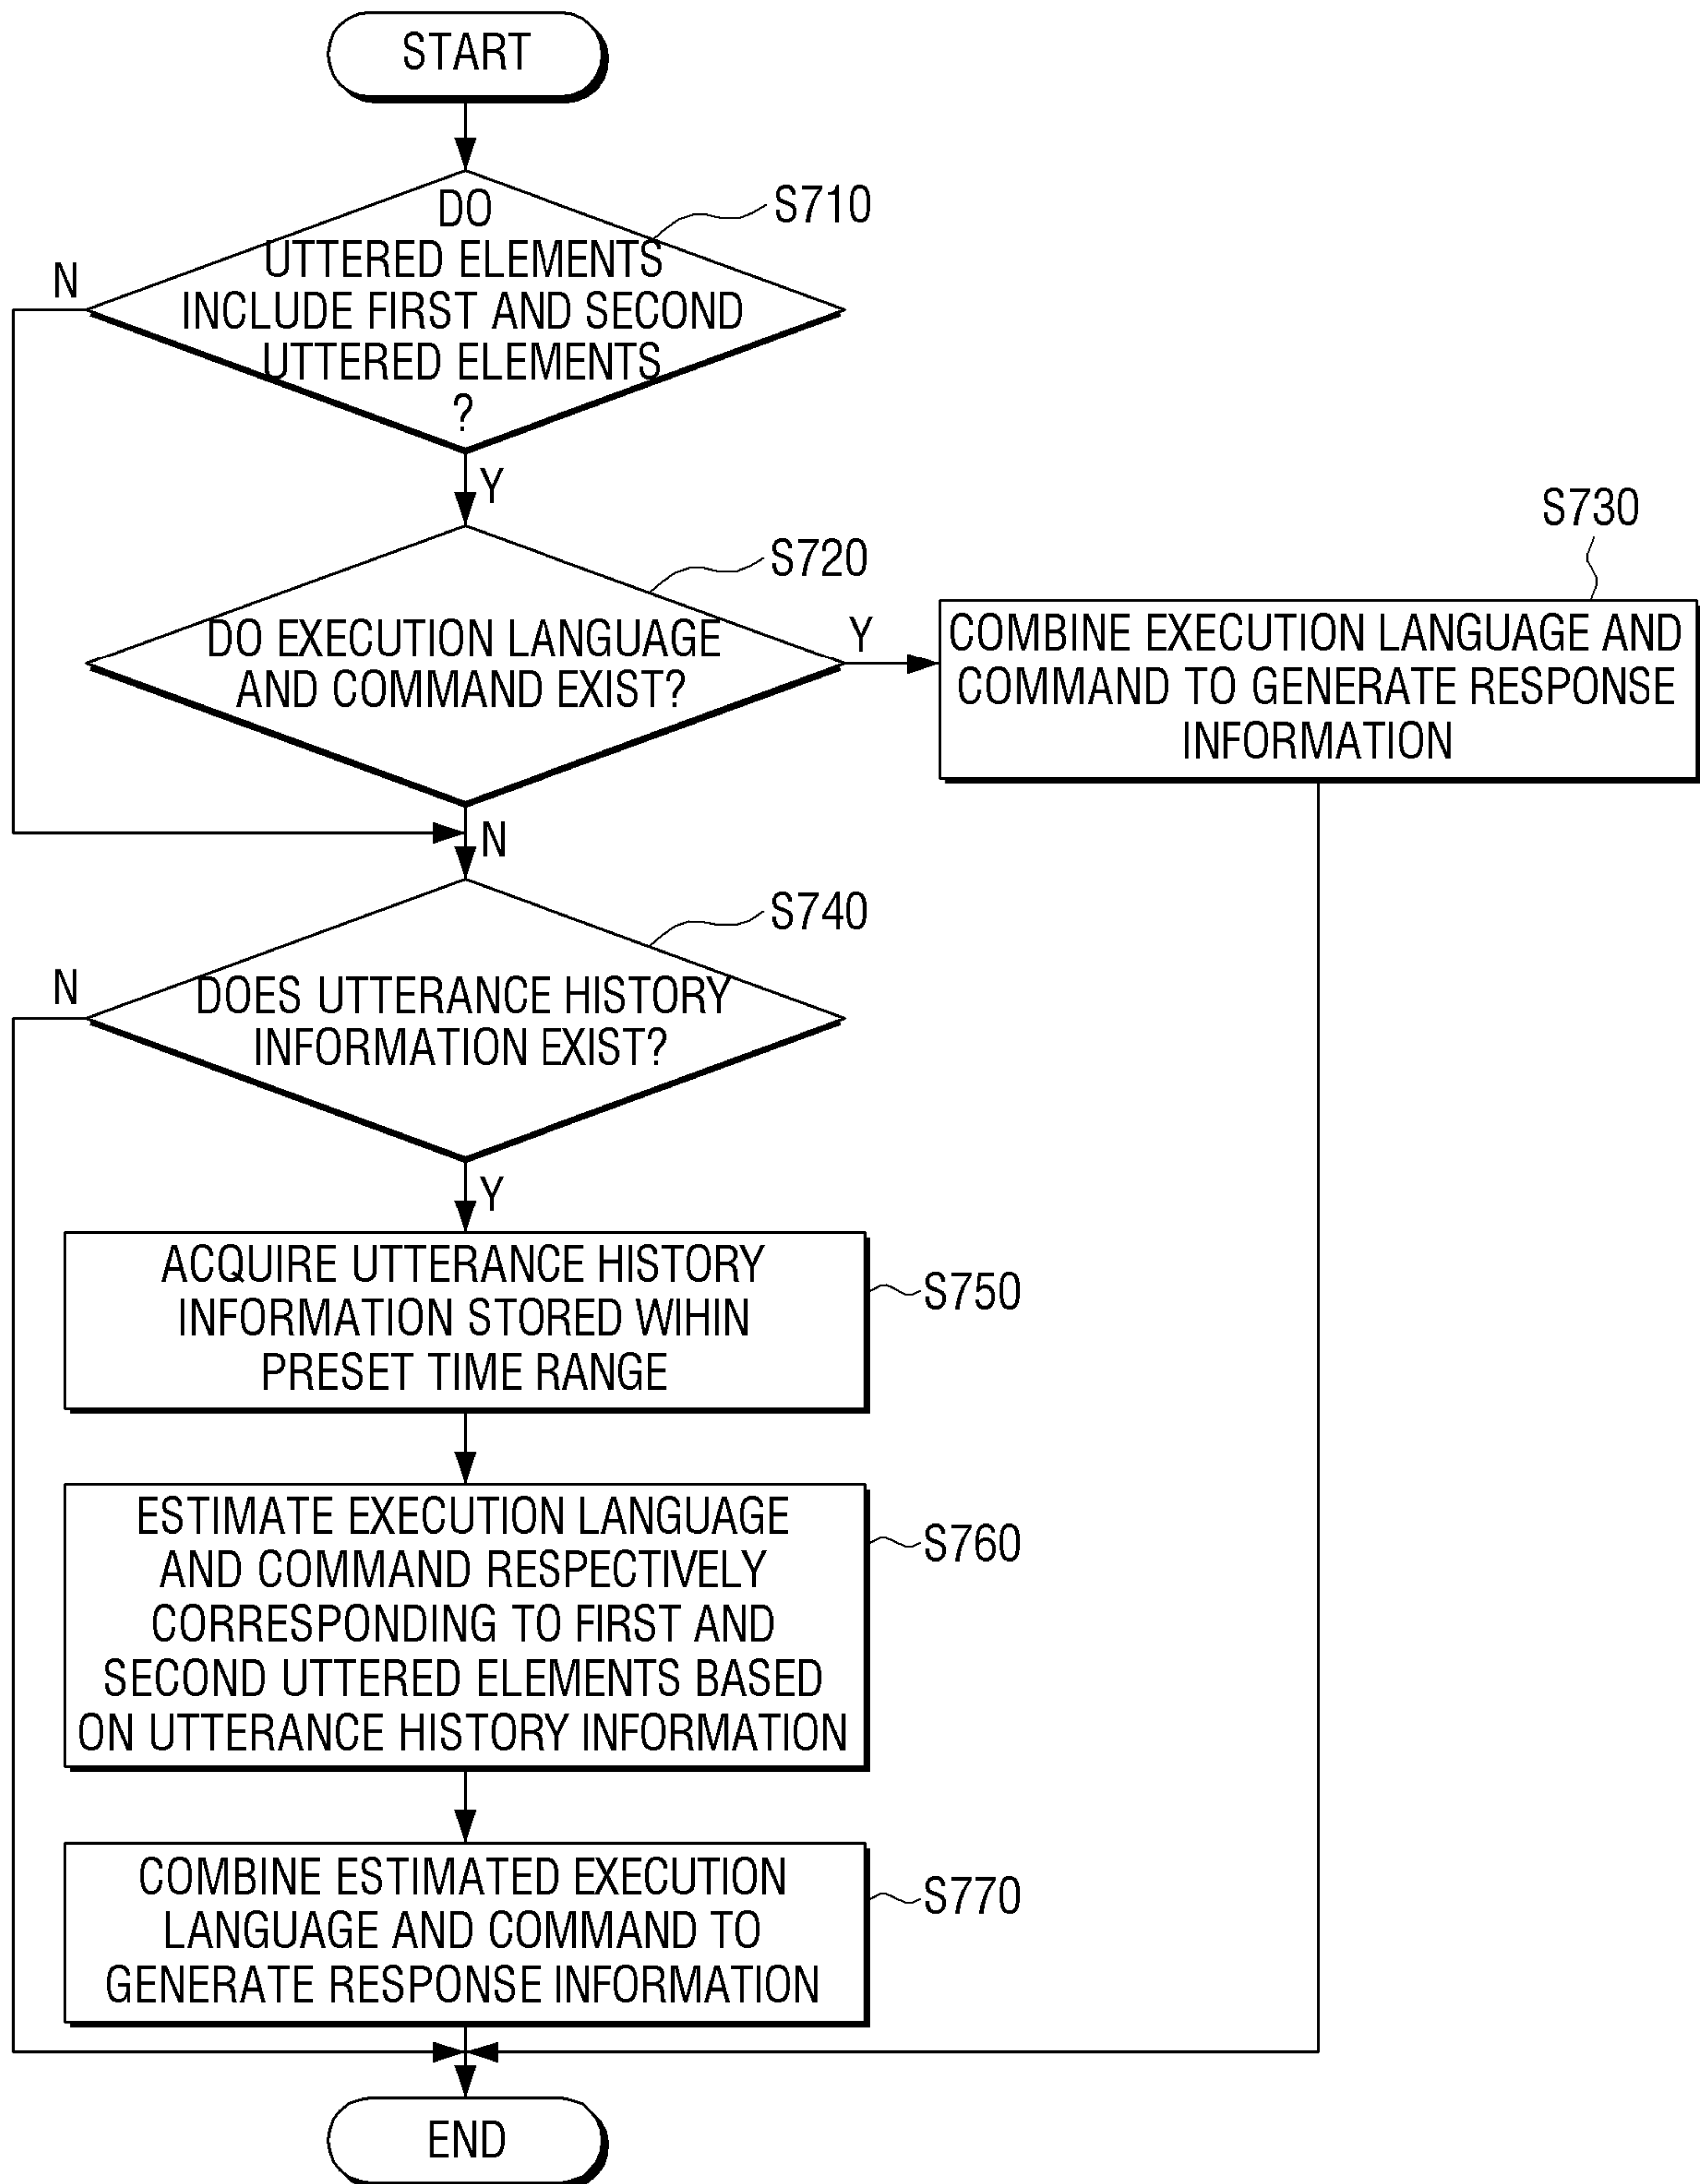 START
DO
UTTERED ELEMENTS
INCLUDE FIRST AND SECOND
UTTERED ELEMENTS
?
S710
N
Y
DO EXECUTION LANGUAGE
AND COMMAND EXIST?
S720
Y
N
COMBINE EXECUTION LANGUAGE AND
COMMAND TO GENERATE RESPONSE
INFORMATION
S730
DOES UTTERANCE HISTORY
INFORMATION EXIST?
S740
N
Y
ACQUIRE UTTERANCE HISTORY
INFORMATION STORED WIHIN
PRESET TIME RANGE
S750
ESTIMATE EXECUTION LANGUAGE
AND COMMAND RESPECTIVELY
CORRESPONDING TO FIRST AND
SECOND UTTERED ELEMENTS BASED
ON UTTERANCE HISTORY INFORMATION
S760
COMBINE ESTIMATED EXECUTION
LANGUAGE AND COMMAND TO
GENERATE RESPONSE INFORMATION
S770
END